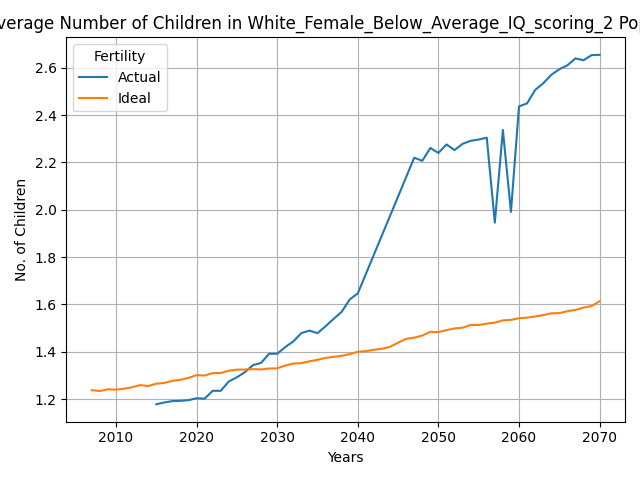 verage Number of Children in White_Female_Below_Average_IQ_scoring_2 Po
Fertility
Actual
Ideal
2.6
2.4
2.2
2.0
1.8
1.6
1.4
1.2
No. of Children
2010 2020 2030 2040 2050 2060 2070
Years